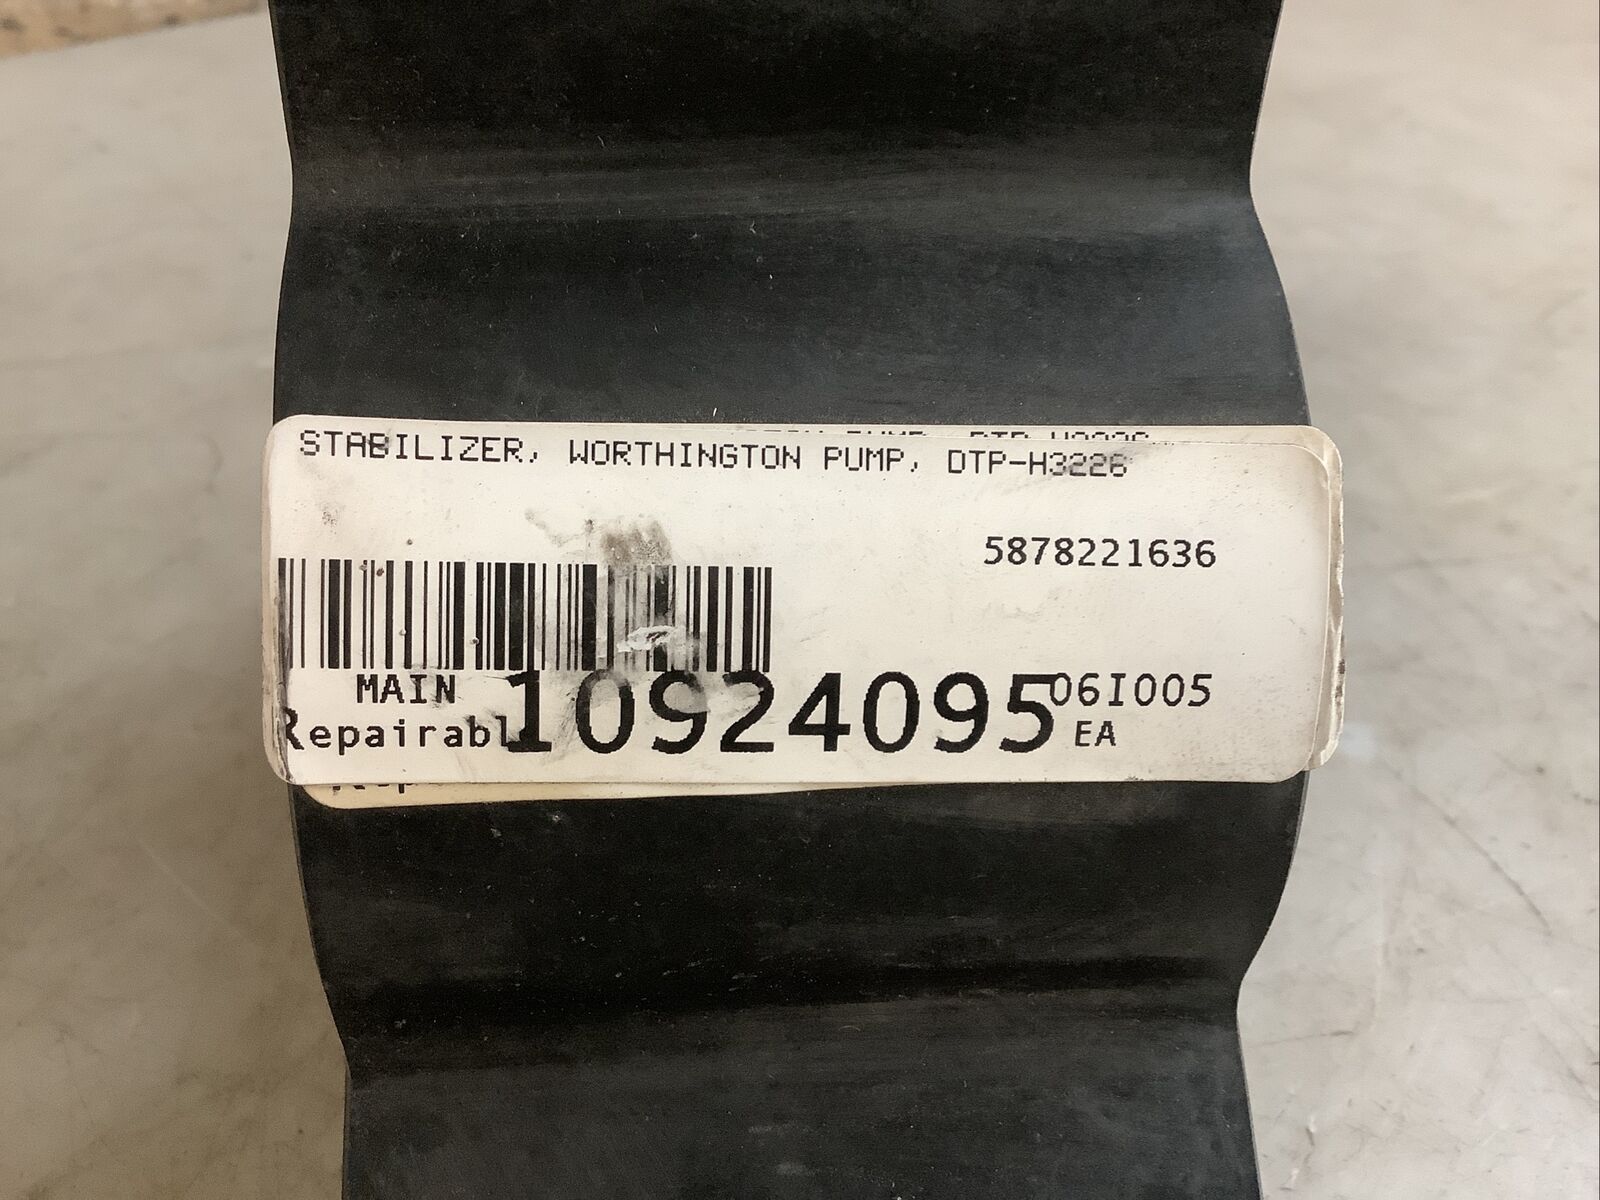 STABILIZER, WORTHINGTON PUMP, DTP-H3226
5878221636
MAIN 10924095 06I005
Repairabl EA